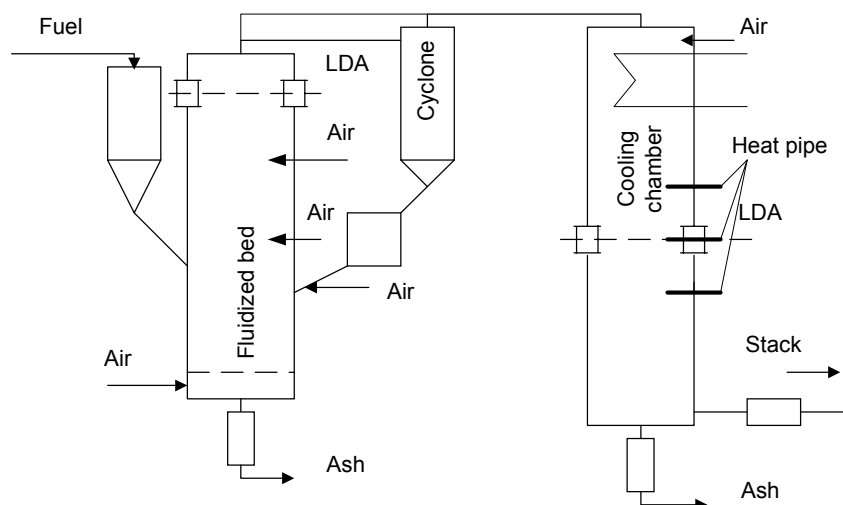 Fuel
LDA
Air
Cyclone
Air
Air
Air
Fluidized bed
Air
Ash
Air
Heat pipe
Cooling
chamber
LDA
Stack
Ash